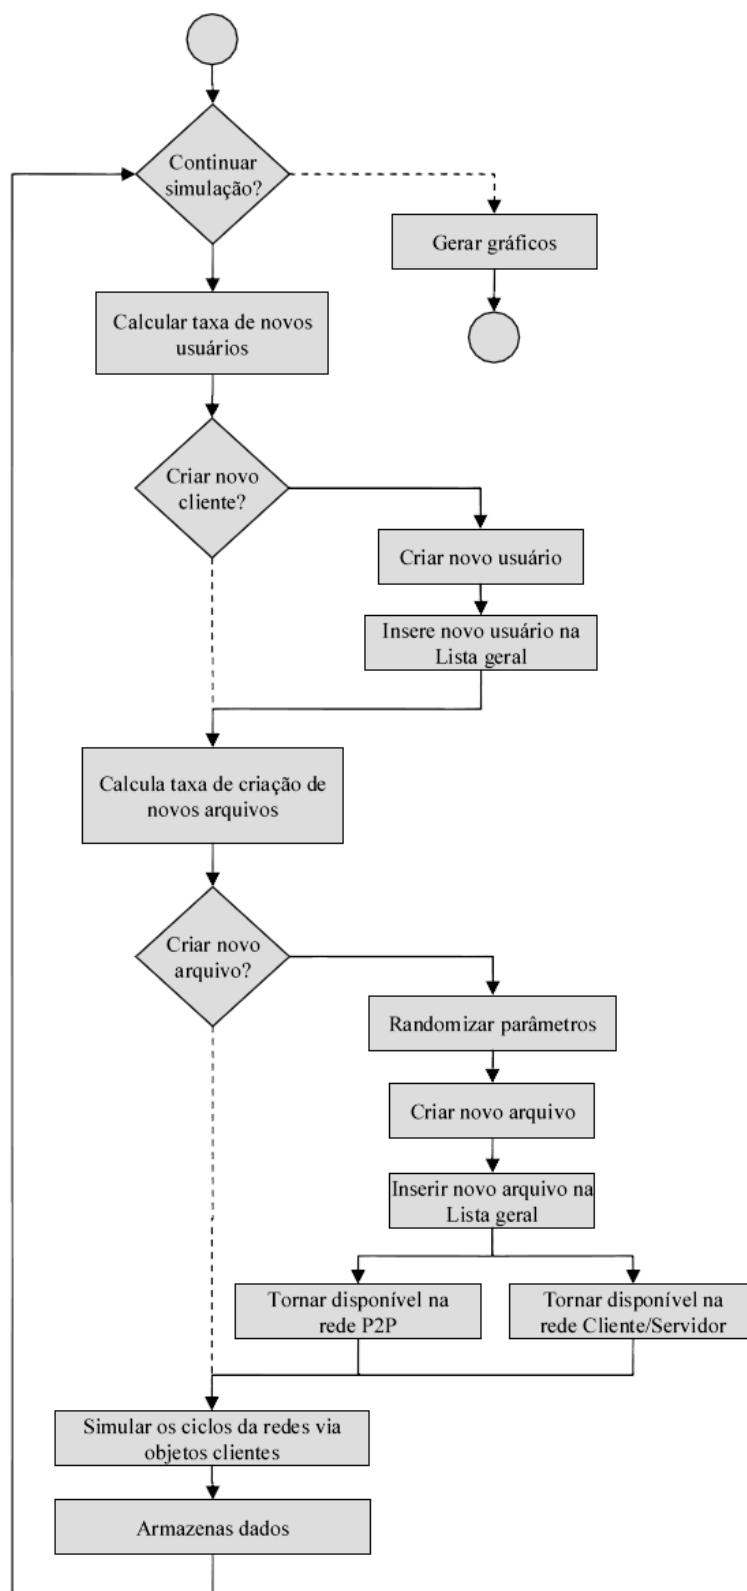 Continuar
simulação?
Gerar gráficos
Calcular taxa de novos
usuários
Criar novo
cliente?
Criar novo usuário
Insere novo usuário na
Lista geral
Calcula taxa de criação de
novos arquivos
Criar novo
arquivo?
Randomizar parâmetros
Criar novo arquivo
Inserir novo arquivo na
Lista geral
Tornar disponível na
rede P2P
Tornar disponível na
rede Cliente/Servidor
Simular os ciclos da redes via
objetos clientes
Armazenas dados